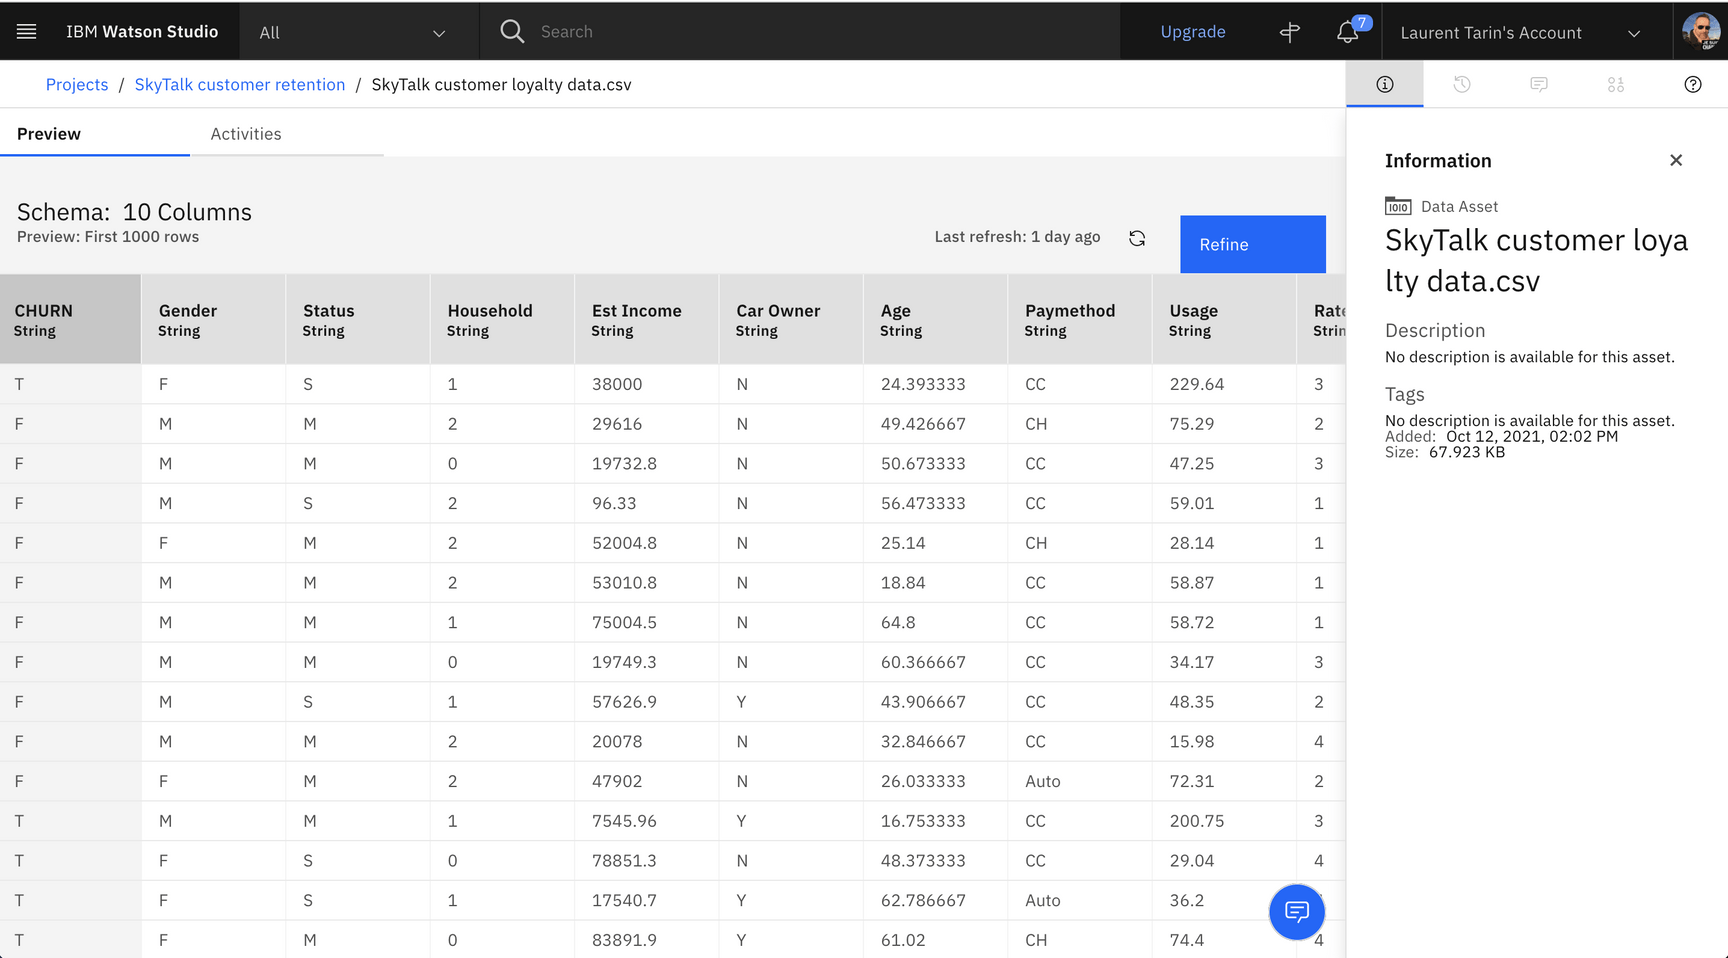 IBM Watson Studio All Search Upgrade 7 Laurent Tarin's Account
Projects / SkyTalk customer retention / SkyTalk customer loyalty data.csv
Preview Activities
Schema: 10 Columns
Preview: First 1000 rows
Last refresh: 1 day ago
Refine
CHURN Gender Status Household Est Income Car Owner Age Paymethod Usage Rate
String String String String String String String String String Strin
T F S 1 38000 N 24.393333 CC 229.64 3
F M M 2 29616 N 49.426667 CH 75.29 2
F M M 0 19732.8 N 50.673333 CC 47.25 3
F M S 2 96.33 N 56.473333 CC 59.01 1
F F M 2 52004.8 N 25.14 CH 28.14 1
F M M 2 53010.8 N 18.84 CC 58.87 1
F M M 1 75004.5 N 64.8 CC 58.72 1
F M M 0 19749.3 N 60.366667 CC 34.17 3
F M S 1 57626.9 Y 43.906667 CC 48.35 2
F M M 2 20078 N 32.846667 CC 15.98 4
F F M 2 47902 N 26.033333 Auto 72.31 2
T M M 1 7545.96 Y 16.753333 CC 200.75 3
T F S 0 78851.3 N 48.373333 CC 29.04 4
T F S 1 17540.7 Y 62.786667 Auto 36.2
T F M 0 83891.9 Y 61.02 CH 74.4 4
Information
1010 Data Asset
SkyTalk customer loya
lty data.csv
Description
No description is available for this asset.
Tags
No description is available for this asset.
Added: Oct 12, 2021, 02:02 PM
Size: 67.923 KB